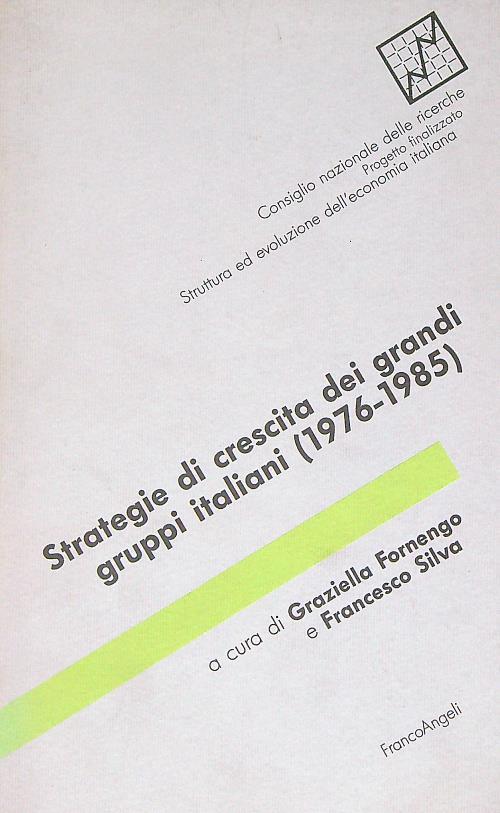 Consiglio nazionale delle ricerche
Progetto finalizzato
Struttura ed evoluzione dell'economia italiana
Strategie di crescita dei grandi
gruppi italiani (1976-1985)
a cura di Graziella Fornengo
e Francesco Silva
FrancoAngeli